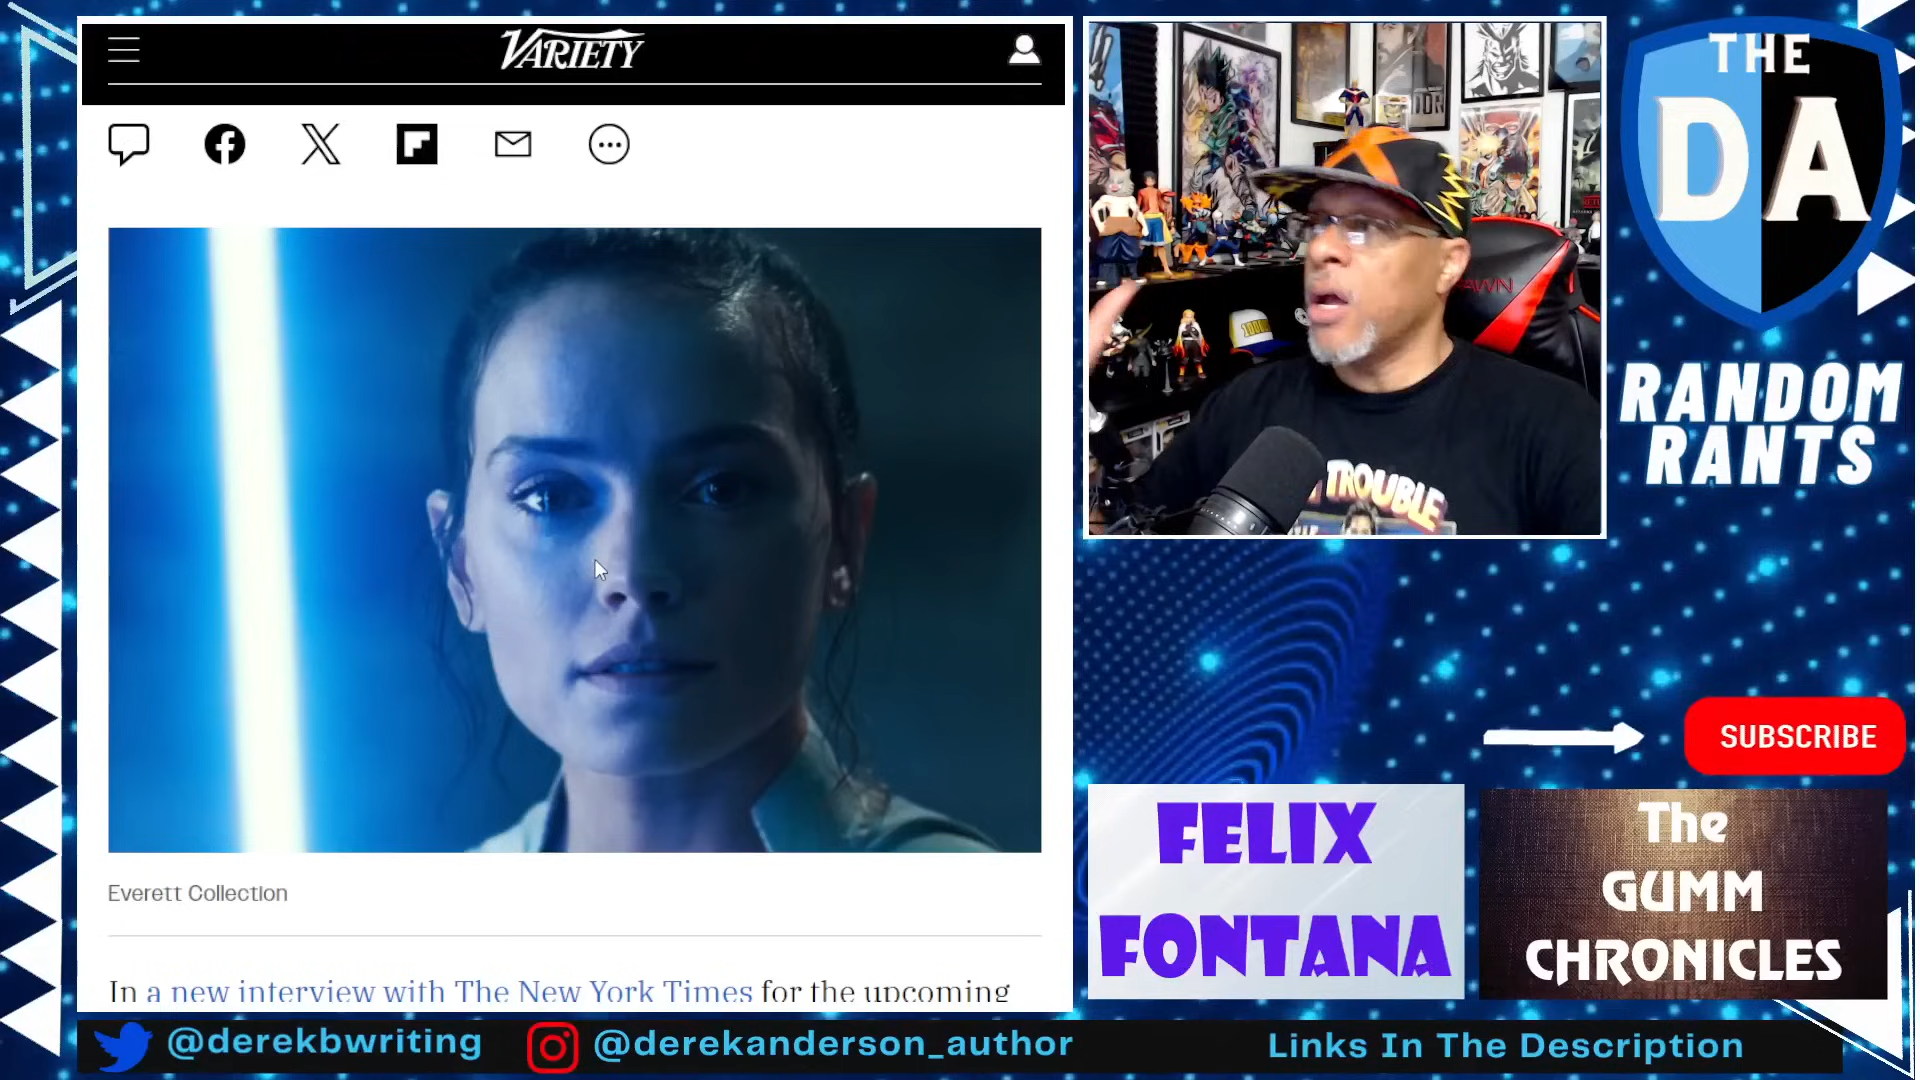 VARIETY
Everett Collection
In a new interview with The New York Times for the upcoming
AWN
TROUBLE
THE
DA
RANDOM
RANTS
SUBSCRIBE
FELIX
FONTANA
The
GUMM
CHRONICLES
@derekbwriting
@derekanderson_author
Links In The Description